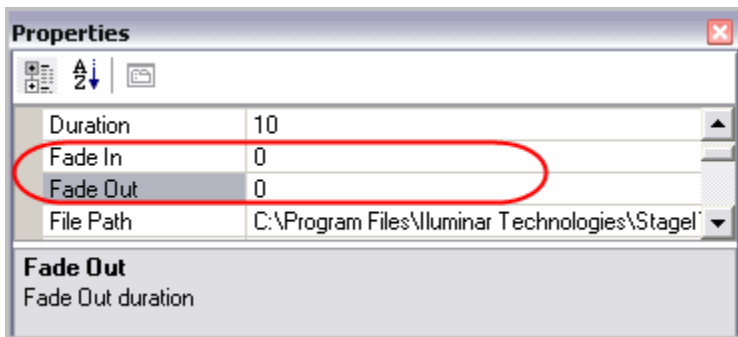 Properties
Duration 10
Fade In 0
Fade Out 0
File Path C:\Program Files\Iluminar Technologies\StageI
Fade Out
Fade Out duration